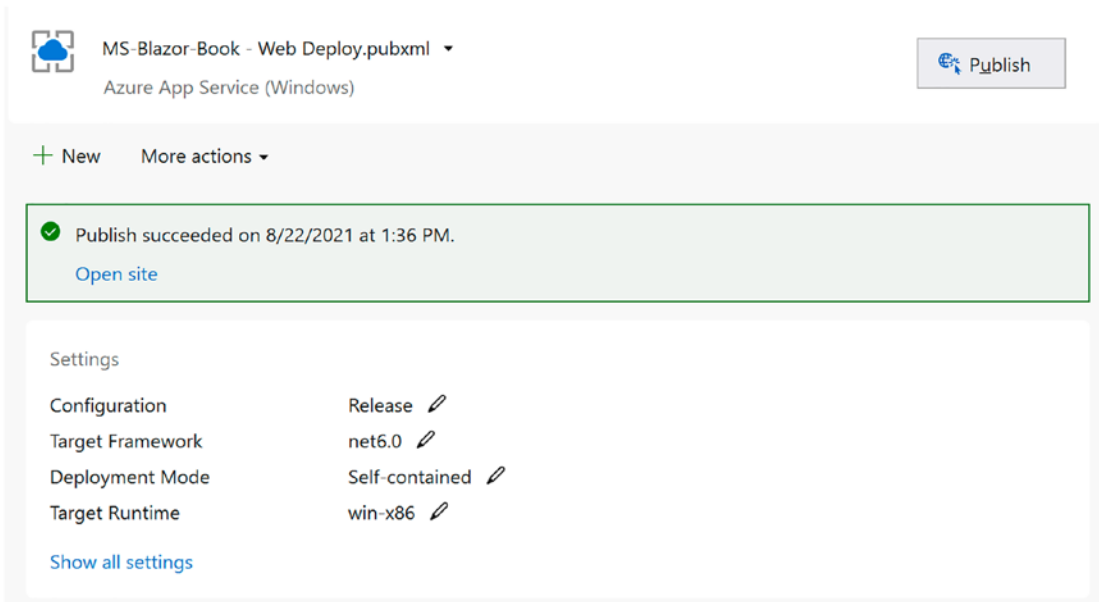 MS-Blazor-Book - Web Deploy.pubxml
Azure App Service (Windows)
Publish
New
More actions
Publish succeeded on 8/22/2021 at 1:36 PM.
Open site
Settings
Configuration Release
Target Framework net6.0
Deployment Mode Self-contained
Target Runtime win-x86
Show all settings